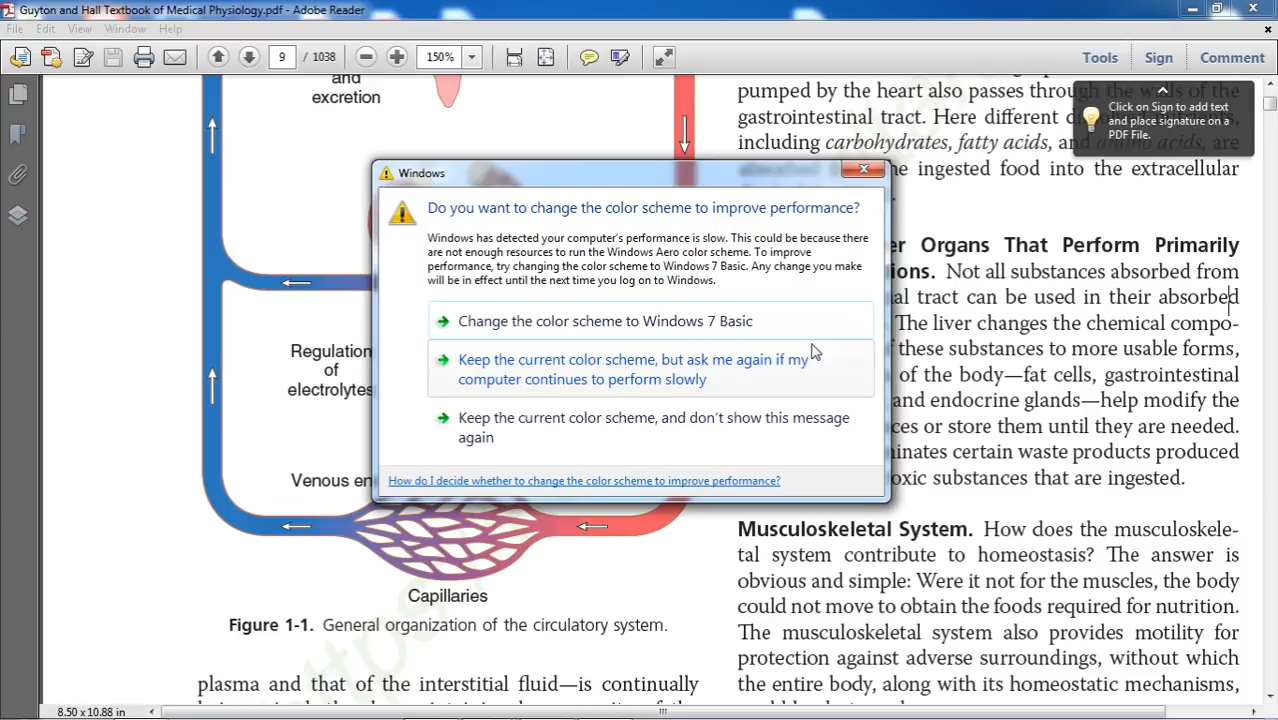 Guyton and Hall Textbook of Medical Physiology.pdf - Adobe Reader
File Edit View Window Help
9 / 1038 150% Tools Sign Comment
and
excretion
Regulation
of
electrolytes
Venous en
Capillaries
Figure 1-1. General organization of the circulatory system.
plasma and that of the interstitial fluid—is continually
Windows
Do you want to change the color scheme to improve performance?
Windows has detected your computer's performance is slow. This could be because there
are not enough resources to run the Windows Aero color scheme. To improve
performance, try changing the color scheme to Windows 7 Basic. Any change you make
will be in effect until the next time you log on to Windows.
Change the color scheme to Windows 7 Basic
Keep the current color scheme, but ask me again if my
computer continues to perform slowly
Keep the current color scheme, and don't show this message
again
How do I decide whether to change the color scheme to improve performance?
pumped by the heart also passes through the walls of the
gastrointestinal tract. Here different
including carbohydrates, fatty acids, and amino acids, are
absorbed the ingested food into the extracellular
Click on Sign to add text
and place signature on a
PDF File.
er Organs That Perform Primarily
ions. Not all substances absorbed from
al tract can be used in their absorbed
The liver changes the chemical compo-
f these substances to more usable forms,
of the body—fat cells, gastrointestinal
and endocrine glands—help modify the
ces or store them until they are needed.
minates certain waste products produced
oxic substances that are ingested.
Musculoskeletal System. How does the musculoskele-
tal system contribute to homeostasis? The answer is
obvious and simple: Were it not for the muscles, the body
could not move to obtain the foods required for nutrition.
The musculoskeletal system also provides motility for
protection against adverse surroundings, without which
the entire body, along with its homeostatic mechanisms,
8.50 x 10.88 in